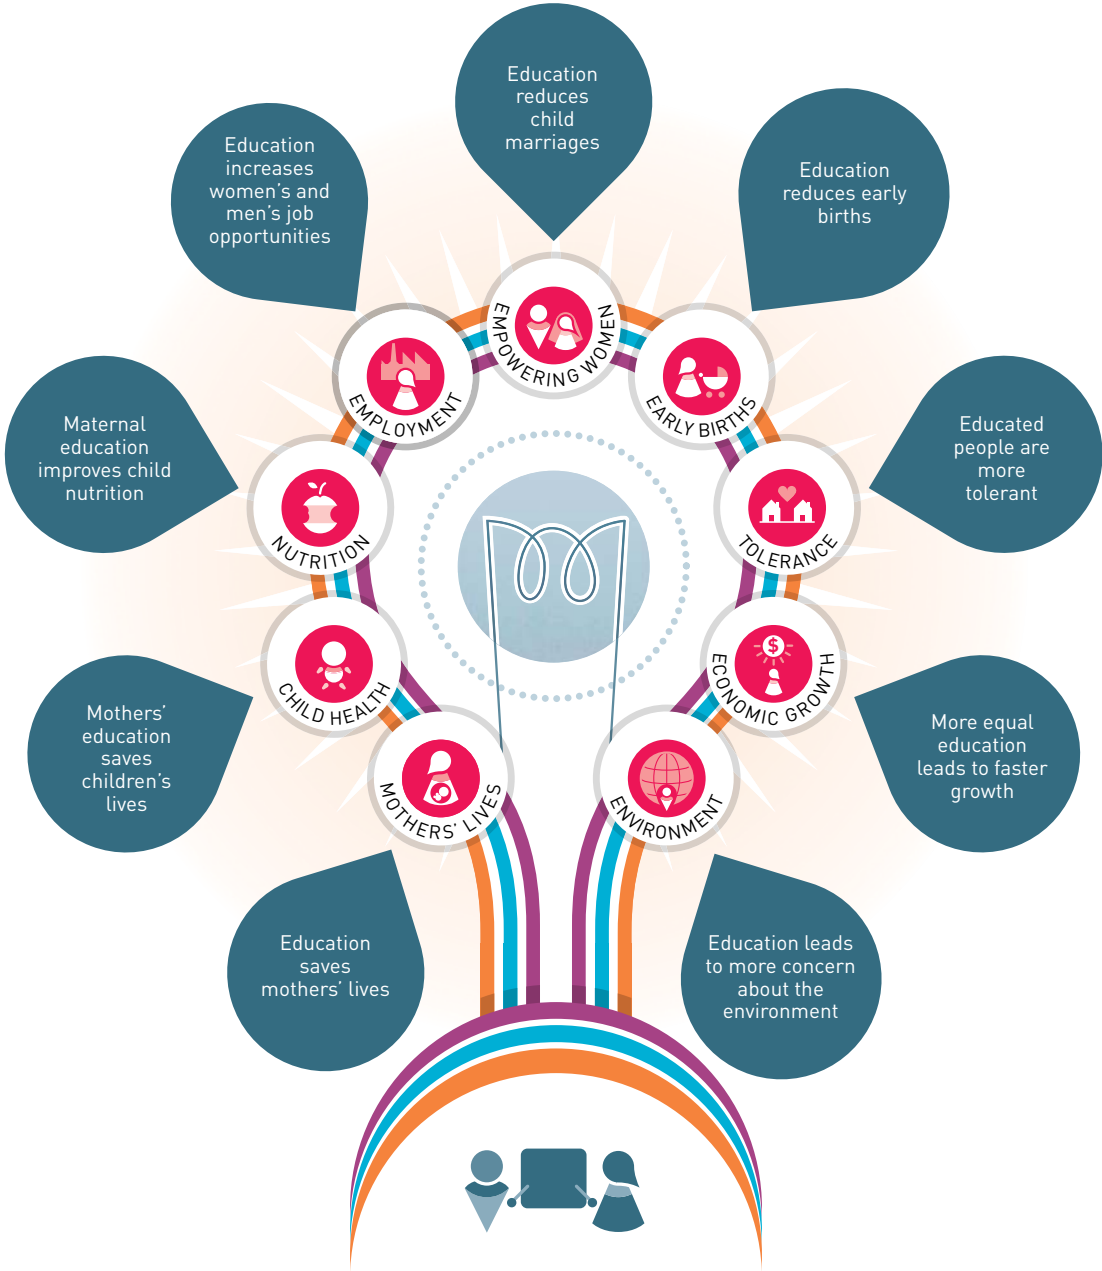 Education
reduces
child
marriages
Education
increases
women's and
men's job
opportunities
Education
reduces early
births
EMPOWERING WOMEN
EMPLOYMENT
EARLY BIRTHS
Maternal
education
improves child
nutrition
Educated
people are
more
tolerant
NUTRITION
TOLERANCE
$
CHILD HEALTH
ECONOMIC GROWTH
Mothers'
education
saves
children's
lives
More equal
education
leads to faster
growth
MOTHERS' LIVES
ENVIRONMENT
Education
saves
mothers' lives
Education leads
to more concern
about the
environment